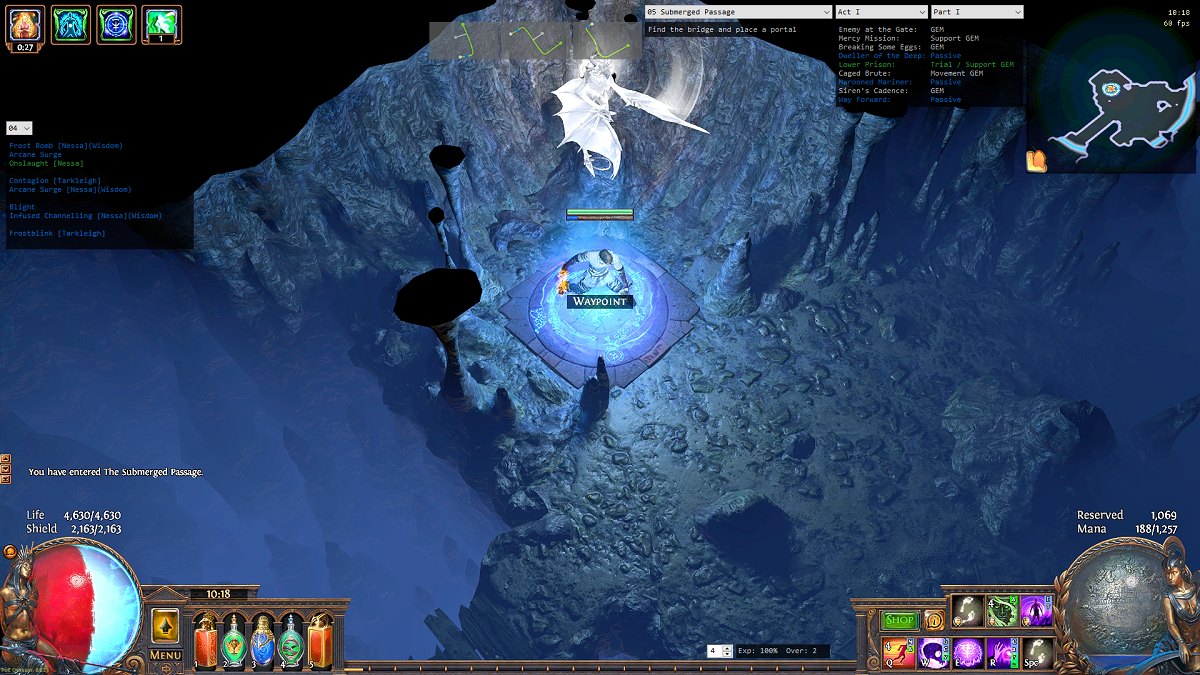 0:27
1
05 Submerged Passage
Act I
Part I
Find the bridge and place a portal
Enemy at the Gate: GEM
Mercy Mission: Support GEM
Breaking Some Eggs: GEM
Dweller of the Deep: Passive
Lower Prison: Trial / Support GEM
Caged Brute: Movement GEM
Marooned Mariner: Passive
Siren's Cadence: GEM
Way Forward: Passive
10:18
60 fps
04
Frost Bomb [Nessa](Wisdom)
Arcane Surge
Onslaught [Nessa]
Contagion [Tarkleigh]
Arcane Surge [Nessa](Wisdom)
Blight
Infused Channelling [Nessa](Wisdom)
Frostblink [Tarkleigh]
Waypoint
You have entered The Submerged Passage.
Life 4,630/4,630
Shield 2,163/2,163
Reserved 1,069
Mana 188/1,257
10:18
Menu
1 2 3 4 5
4 Exp: 100% Over: 2
Shop
4
4
Q W E R Spc